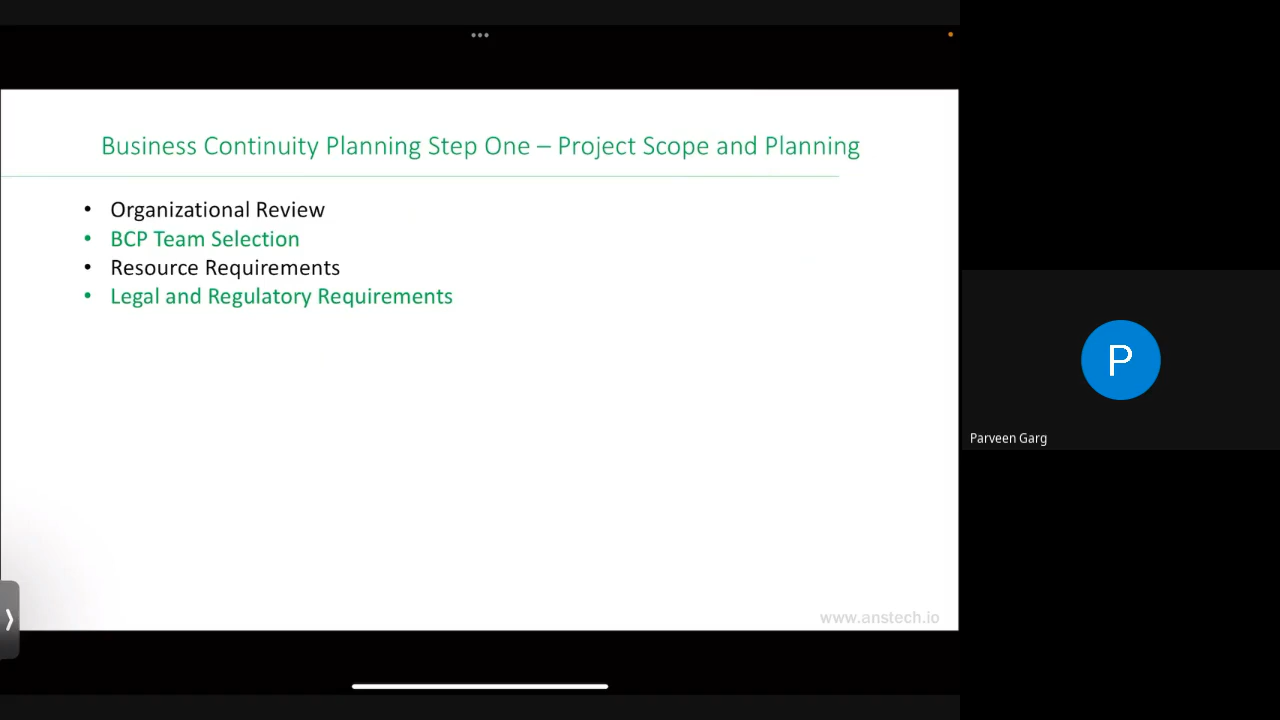 Business Continuity Planning Step One – Project Scope and Planning
• Organizational Review
• BCP Team Selection
• Resource Requirements
• Legal and Regulatory Requirements
www.anstech.io
P
Parveen Garg